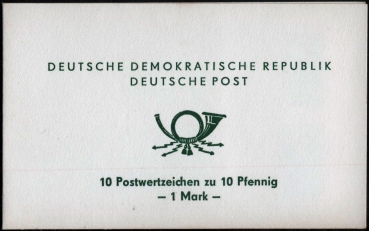 DEUTSCHE DEMOKRATISCHE REPUBLIK
DEUTSCHE POST
10 Postwertzeichen zu 10 Pfennig
– 1 Mark –